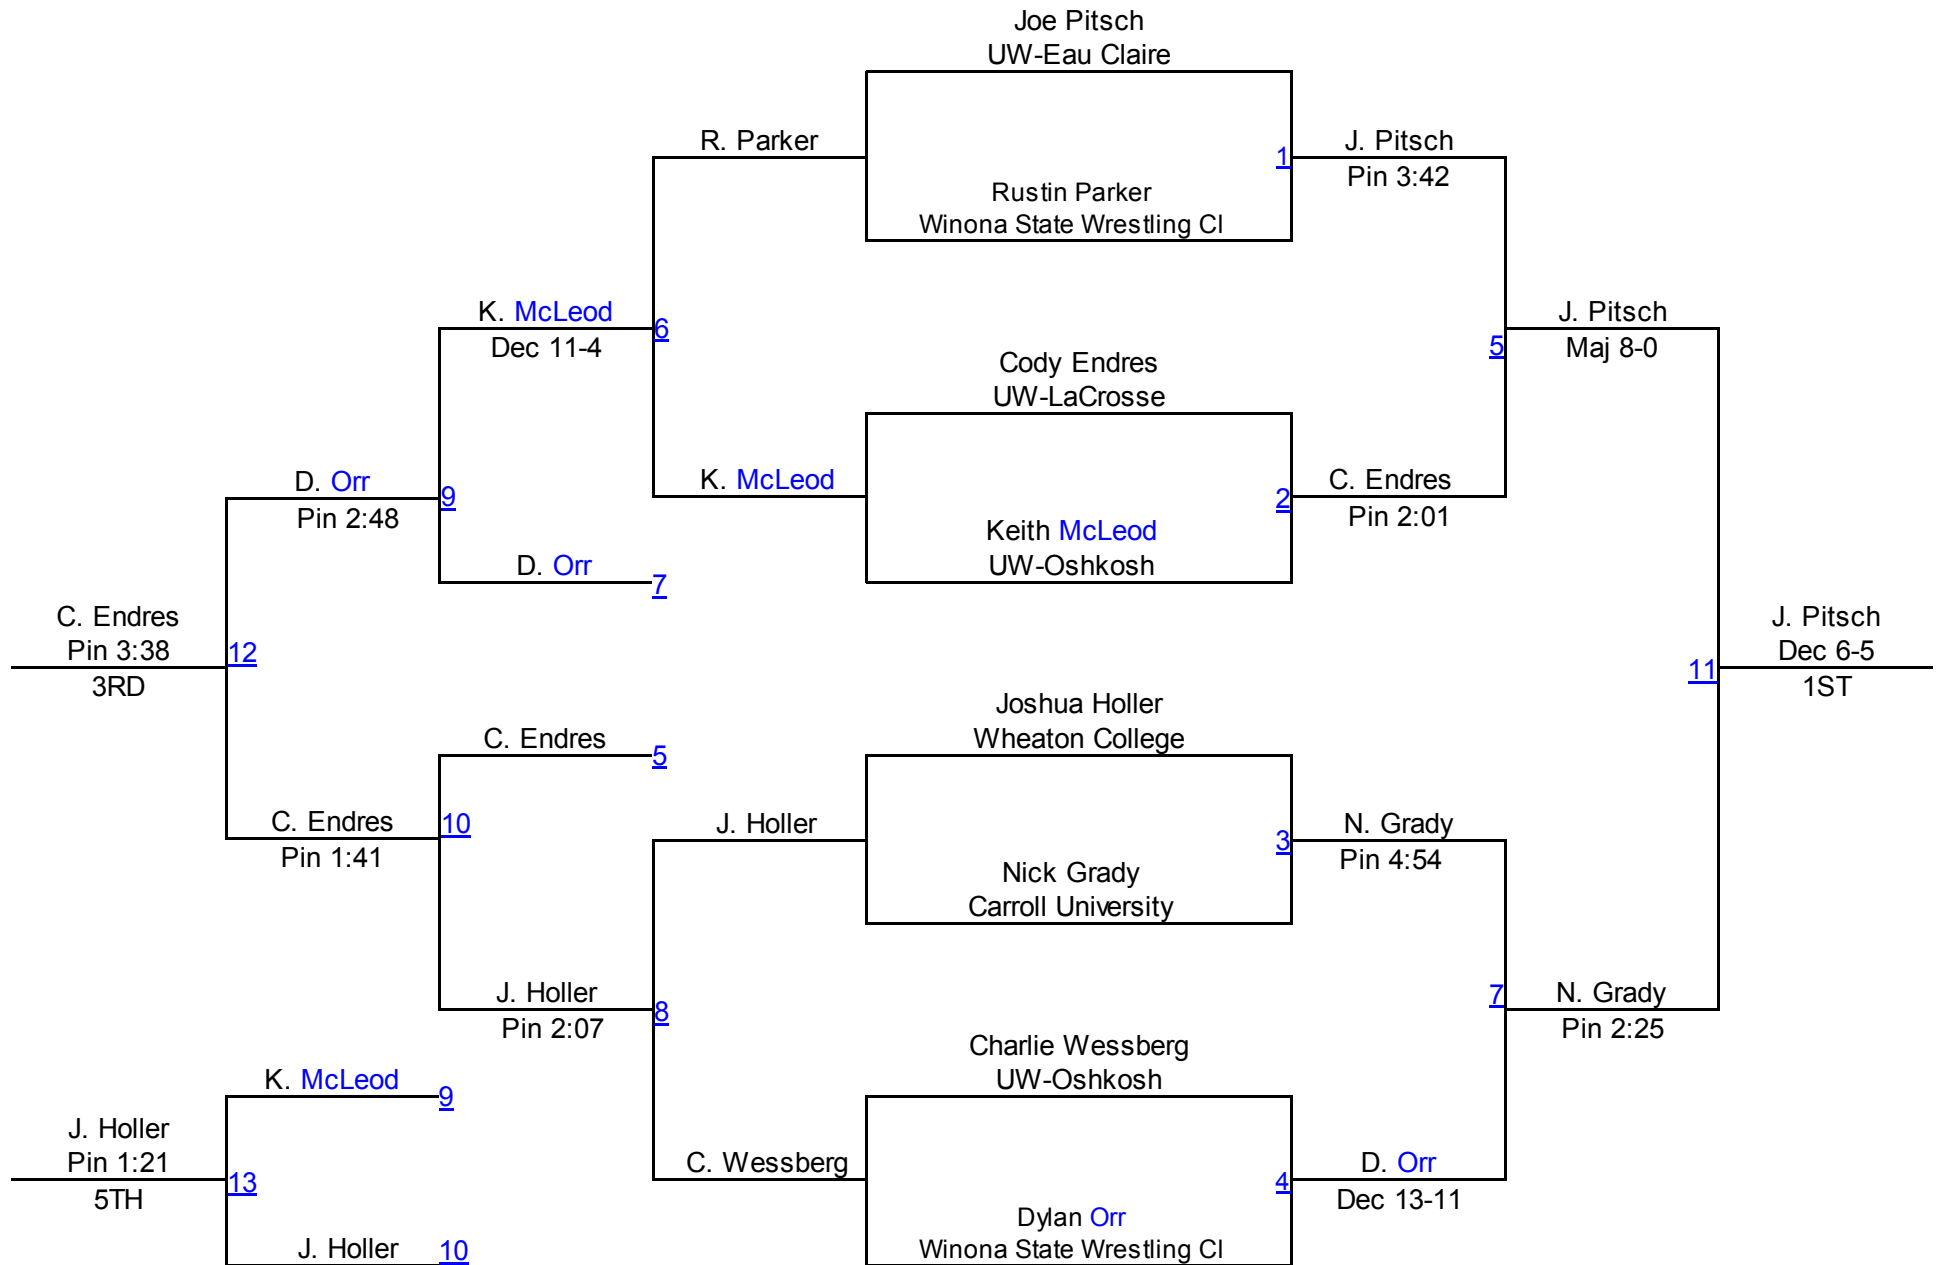 Joe Pitsch
UW-Eau Claire
R. Parker
1
J. Pitsch
Pin 3:42
Rustin Parker
Winona State Wrestling Cl
K. McLeod
Dec 11-4
6
J. Pitsch
Maj 8-0
5
Cody Endres
UW-LaCrosse
D. Orr
Pin 2:48
9
K. McLeod
2
C. Endres
Pin 2:01
Keith McLeod
UW-Oshkosh
D. Orr
7
C. Endres
Pin 3:38
3RD
12
J. Pitsch
Dec 6-5
1ST
11
Joshua Holler
Wheaton College
C. Endres
5
C. Endres
Pin 1:41
10
J. Holler
3
N. Grady
Pin 4:54
Nick Grady
Carroll University
J. Holler
Pin 2:07
8
7
N. Grady
Pin 2:25
Charlie Wessberg
UW-Oshkosh
K. McLeod
9
J. Holler
Pin 1:21
5TH
13
C. Wessberg
4
D. Orr
Dec 13-11
Dylan Orr
Winona State Wrestling Cl
J. Holler
10